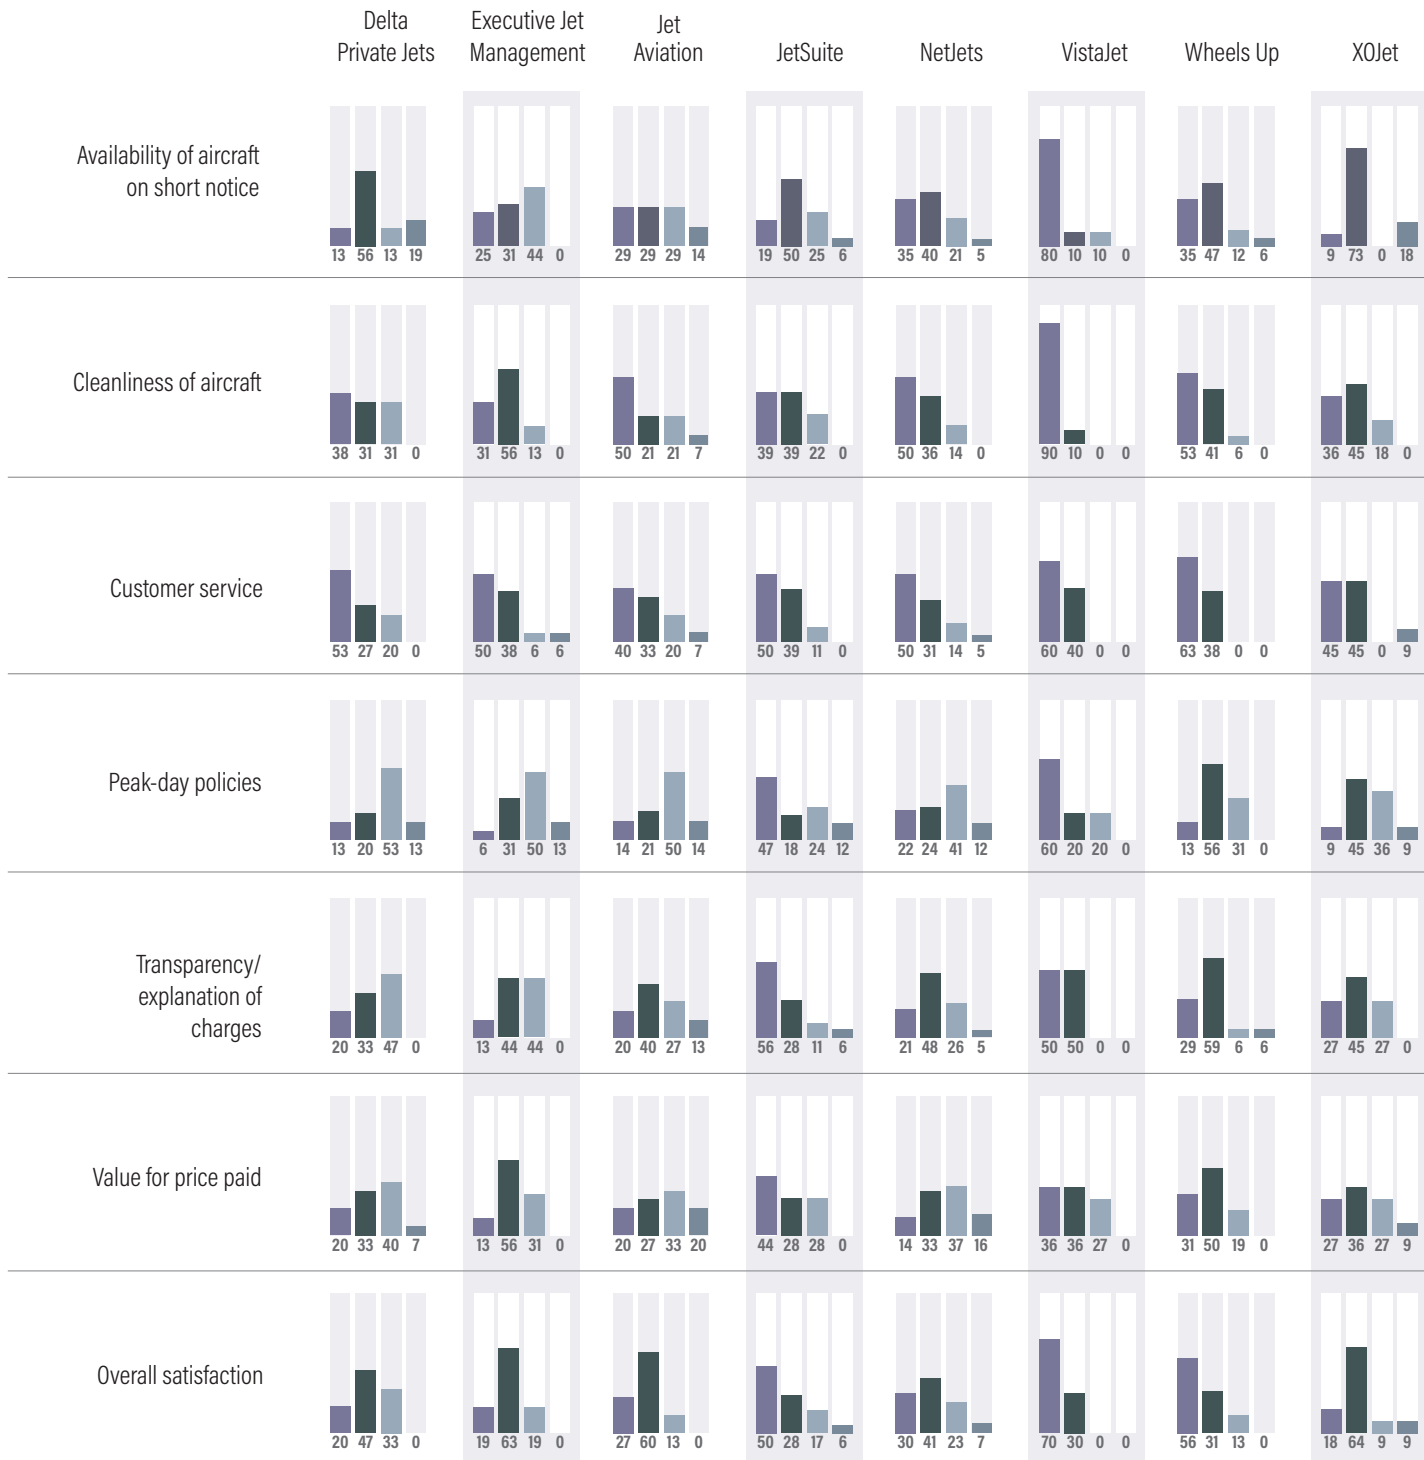 Delta
Private Jets
Executive Jet
Management
Jet
Aviation
JetSuite
NetJets
VistaJet
Wheels Up
XOJet
Availability of aircraft
on short notice
13 56 13 19
25 31 44 0
29 29 29 14
19 50 25 6
35 40 21 5
80 10 10 0
35 47 12 6
9 73 0 18
Cleanliness of aircraft
38 31 31 0
31 56 13 0
50 21 21 7
39 39 22 0
50 36 14 0
90 10 0 0
53 41 6 0
36 45 18 0
Customer service
53 27 20 0
50 38 6 6
40 33 20 7
50 39 11 0
50 31 14 5
60 40 0 0
63 38 0 0
45 45 0 9
Peak-day policies
13 20 53 13
6 31 50 13
14 21 50 14
47 18 24 12
22 24 41 12
60 20 20 0
13 56 31 0
9 45 36 9
Transparency/
explanation of
charges
20 33 47 0
13 44 44 0
20 40 27 13
56 28 11 6
21 48 26 5
50 50 0 0
29 59 6 6
27 45 27 0
Value for price paid
20 33 40 7
13 56 31 0
20 27 33 20
44 28 28 0
14 33 37 16
36 36 27 0
31 50 19 0
27 36 27 9
Overall satisfaction
20 47 33 0
19 63 19 0
27 60 13 0
50 28 17 6
30 41 23 7
70 30 0 0
56 31 13 0
18 64 9 9